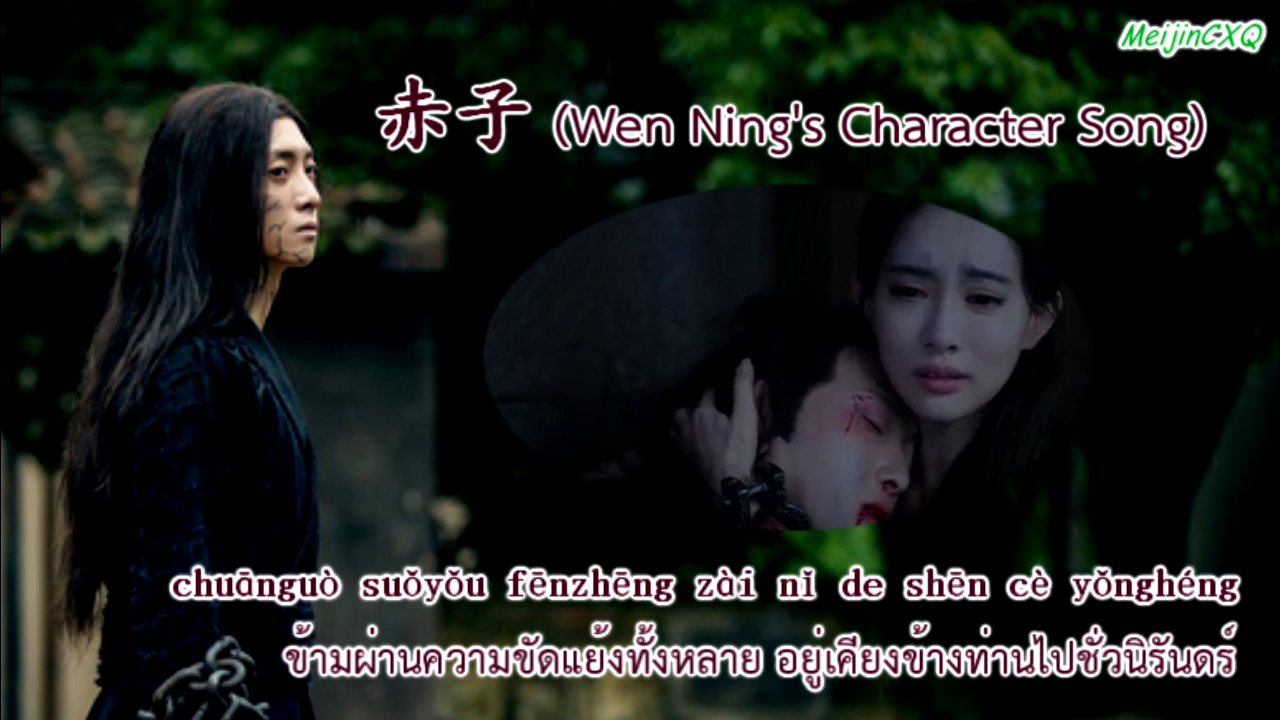 MeijinGXQ
赤子 (Wen Ning's Character Song)
chuānguò suǒyǒu fēnzhēng zài nǐ de shēn cè yǒnghéng
ข้ามผ่านความขัดแย้งทั้งหลาย อยู่เคียงข้างท่านไปชั่วนิรันดร์